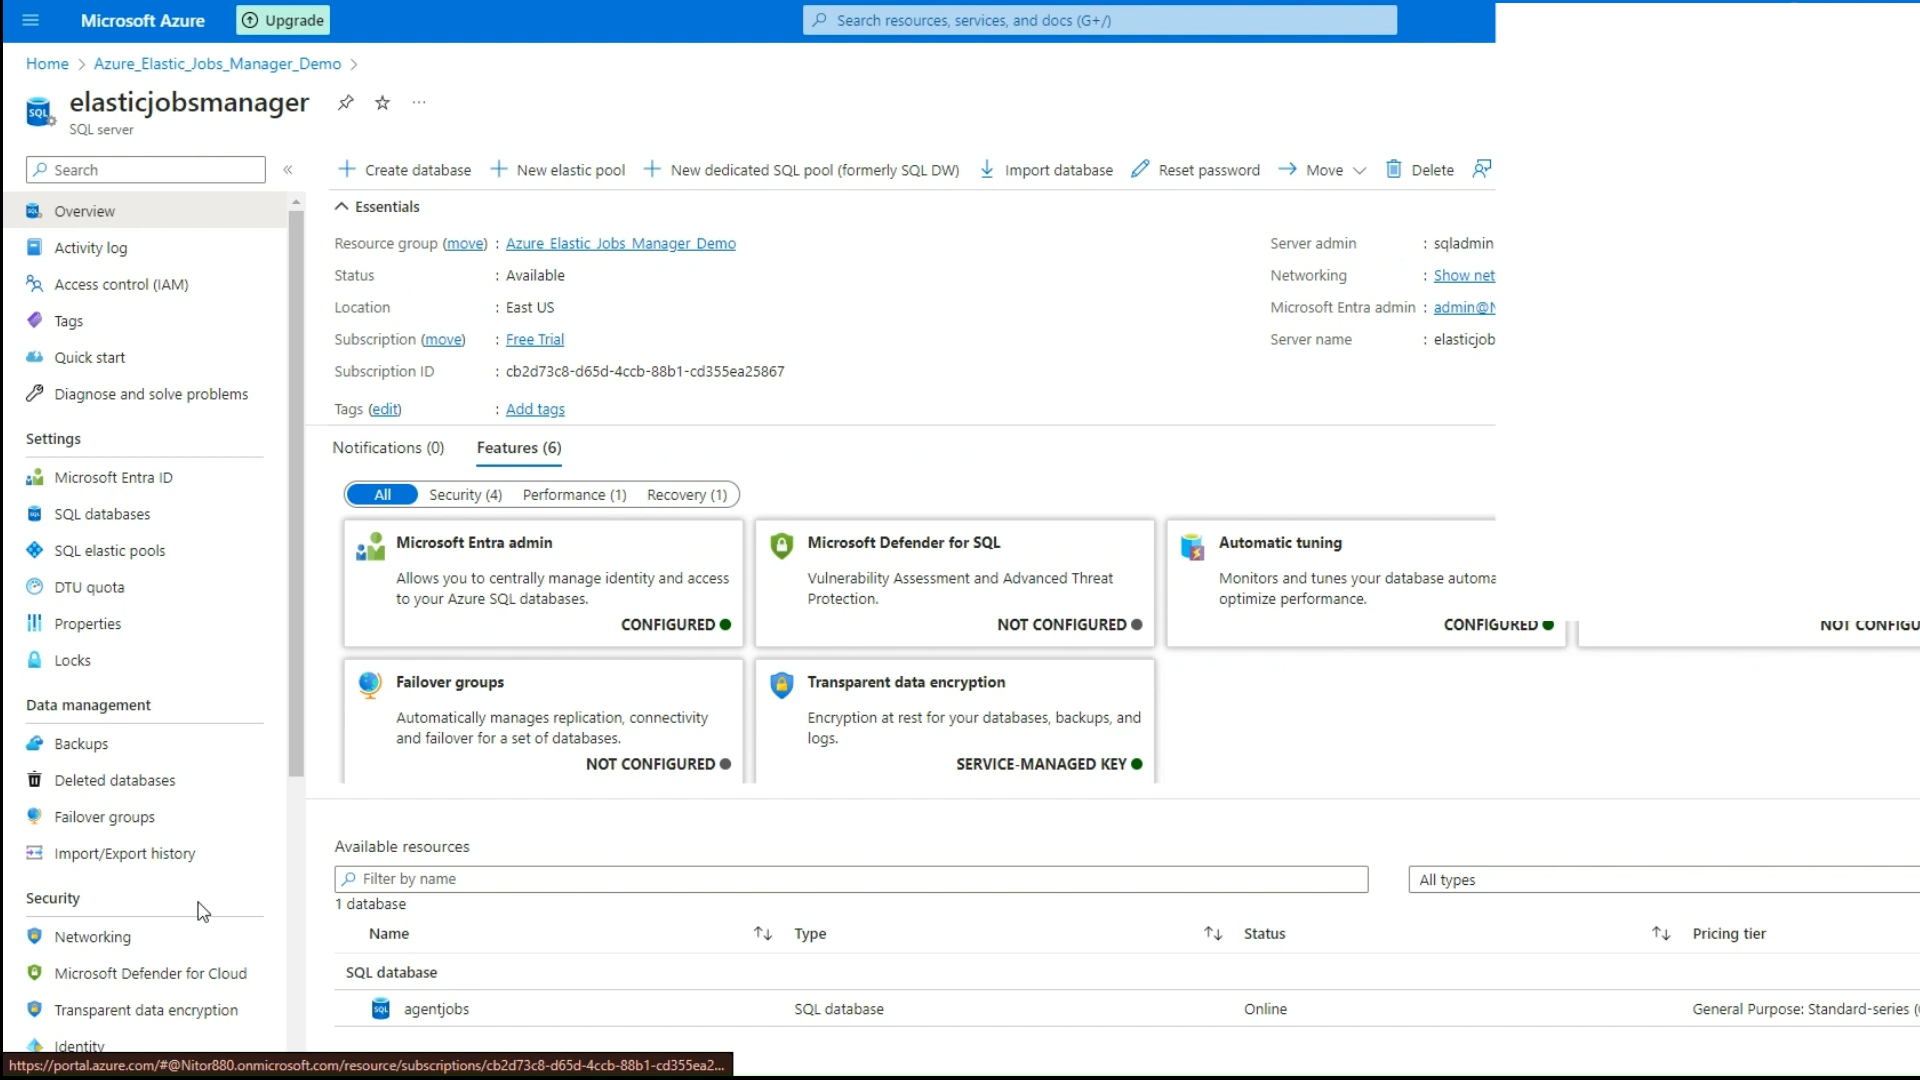 Microsoft Azure
Upgrade
Search resources, services, and docs (G+/)
Home > Azure_Elastic_Jobs_Manager_Demo >
elasticjobsmanager
SQL server
Search
Overview
Activity log
Access control (IAM)
Tags
Quick start
Diagnose and solve problems
Settings
Microsoft Entra ID
SQL databases
SQL elastic pools
DTU quota
Properties
Locks
Data management
Backups
Deleted databases
Failover groups
Import/Export history
Security
Networking
Microsoft Defender for Cloud
Transparent data encryption
Identity
Create database New elastic pool New dedicated SQL pool (formerly SQL DW) Import database Reset password Move Delete
Essentials
Resource group (move) : Azure_Elastic_Jobs_Manager_Demo
Status : Available
Location : East US
Subscription (move) : Free Trial
Subscription ID : cb2d73c8-d65d-4ccb-88b1-cd355ea25867
Tags (edit) : Add tags
Server admin : sqladmin
Networking : Show net
Microsoft Entra admin : admin@N
Server name : elasticjob
Notifications (0) Features (6)
All Security (4) Performance (1) Recovery (1)
Microsoft Entra admin
Allows you to centrally manage identity and access
to your Azure SQL databases.
CONFIGURED
Microsoft Defender for SQL
Vulnerability Assessment and Advanced Threat
Protection.
NOT CONFIGURED
Automatic tuning
Monitors and tunes your database automa
optimize performance.
CONFIGURED
NOT CONFIGU
Failover groups
Automatically manages replication, connectivity
and failover for a set of databases.
NOT CONFIGURED
Transparent data encryption
Encryption at rest for your databases, backups, and
logs.
SERVICE-MANAGED KEY
Available resources
Filter by name
All types
1 database
Name Type Status Pricing tier
SQL database
agentjobs SQL database Online General Purpose: Standard-series (
https://portal.azure.com/#@Nitor880.onmicrosoft.com/resource/subscriptions/cb2d73c8-d65d-4ccb-88b1-cd355ea2...